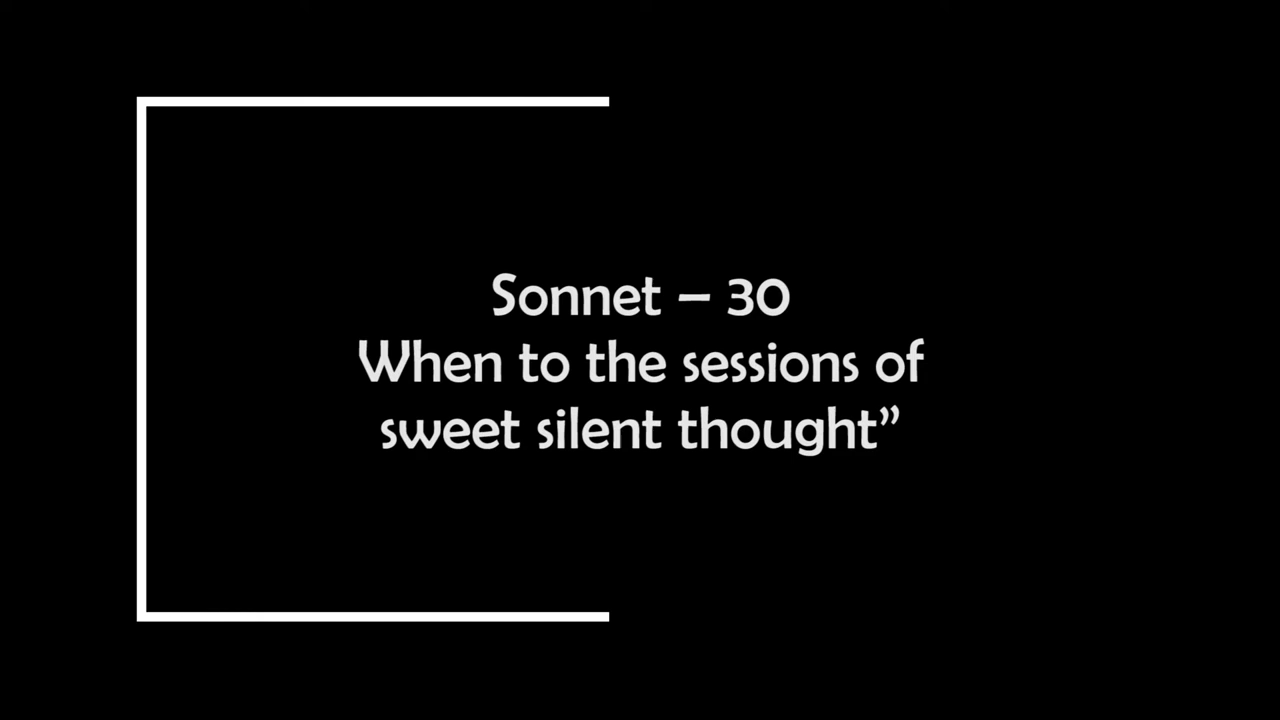 Sonnet – 30
When to the sessions of
sweet silent thought”